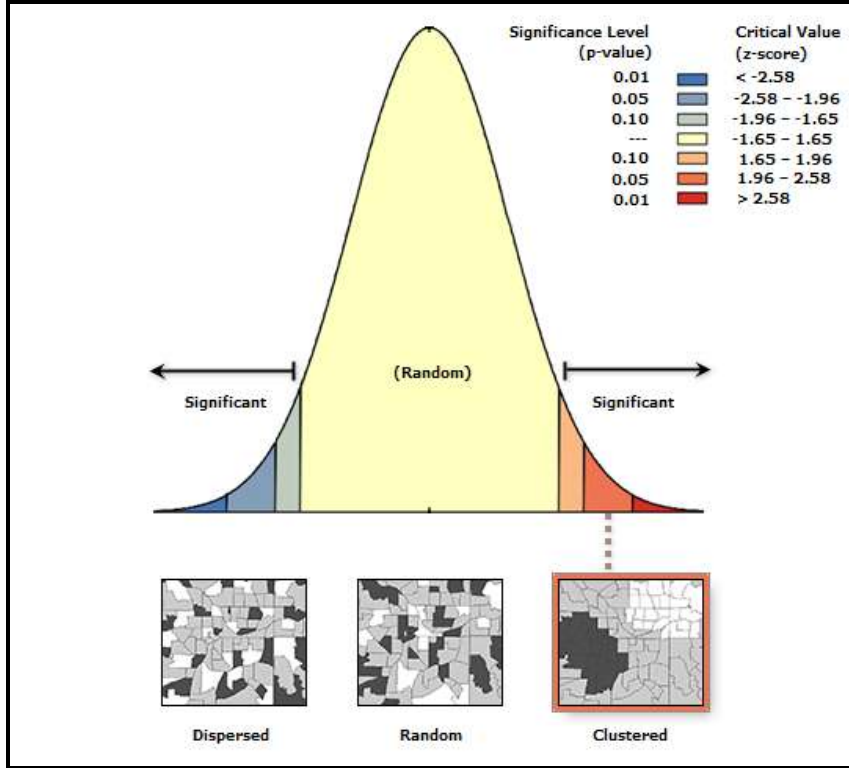 Significance Level Critical Value
(p-value) (z-score)
0.01 < -2.58
0.05 -2.58 – -1.96
0.10 -1.96 – -1.65
--- -1.65 – 1.65
0.10 1.65 – 1.96
0.05 1.96 – 2.58
0.01 > 2.58
(Random)
Significant Significant
Dispersed Random Clustered